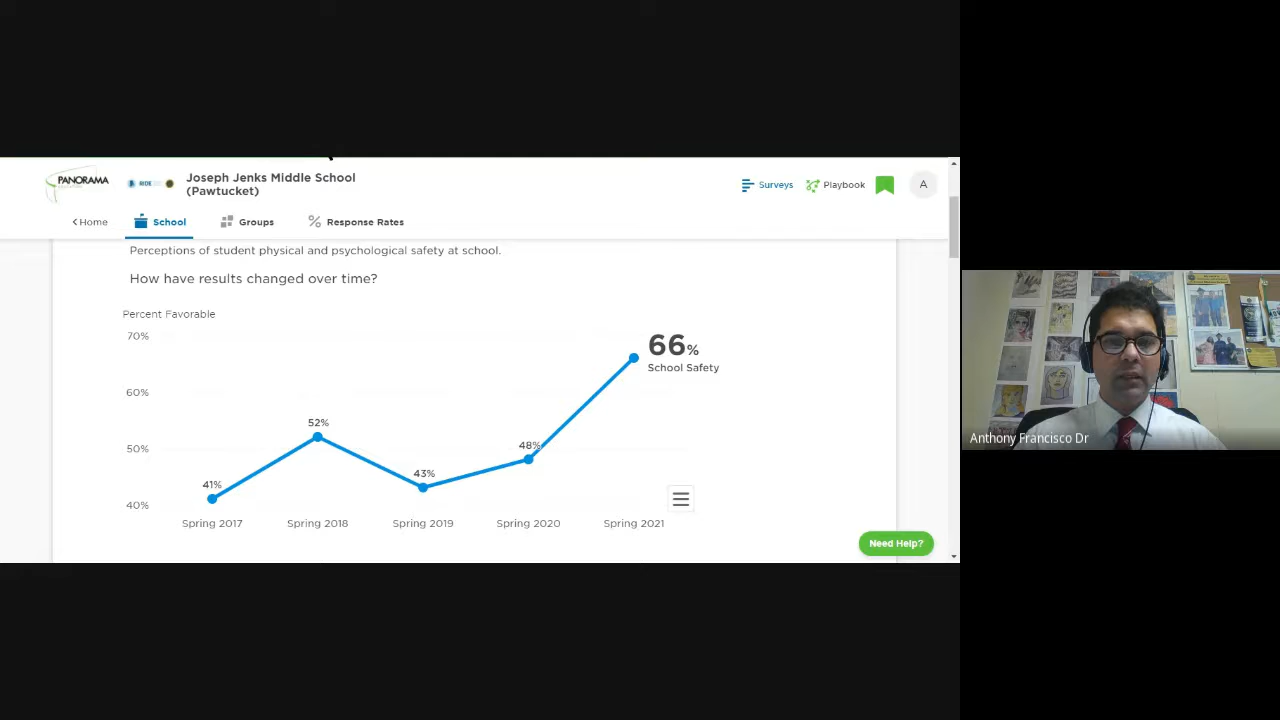 PANORAMA
RIDE
Joseph Jenks Middle School
(Pawtucket)
Surveys
Playbook
A
Home
School
Groups
Response Rates
Perceptions of student physical and psychological safety at school.
How have results changed over time?
Percent Favorable
70%
60%
50%
40%
41%
52%
43%
48%
66%
School Safety
Spring 2017
Spring 2018
Spring 2019
Spring 2020
Spring 2021
Need Help?
Anthony Francisco Dr